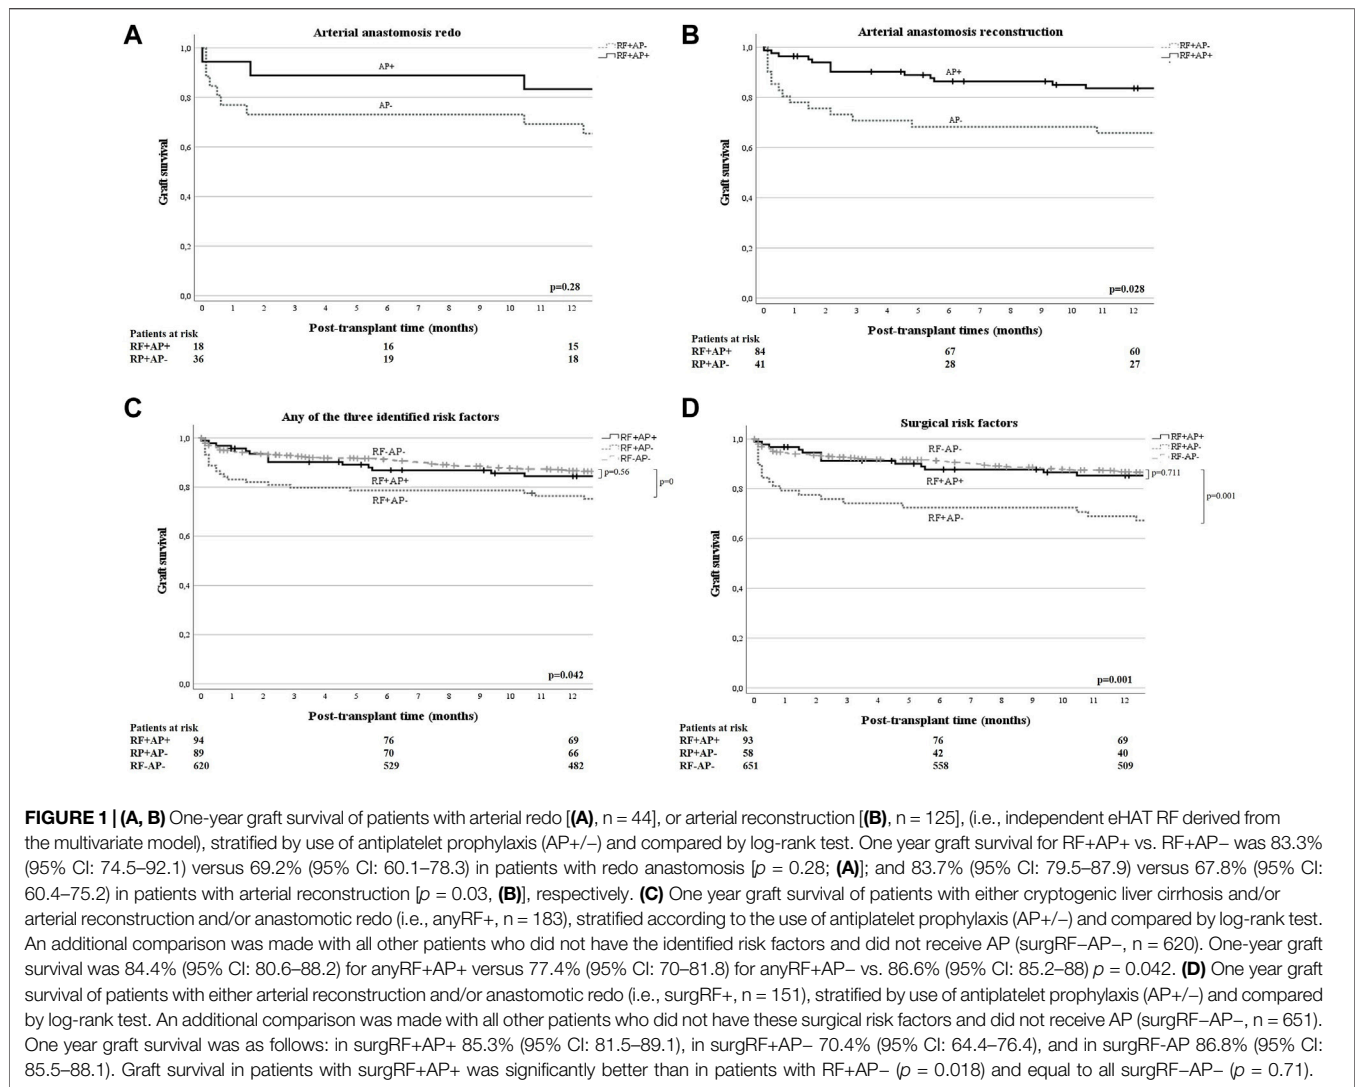 A
Arterial anastomosis redo
RF+AP-
RF+AP+
1,0
0,8
0,6
0,4
0,2
0,0
Graft survival
AP+
AP-
p=0.28
0 1 2 3 4 5 6 7 8 9 10 11 12
Post-transplant time (months)
Patients at risk
RF+AP+ 18 16 15
RP+AP- 36 19 18
B
Arterial anastomosis reconstruction
RF+AP-
RF+AP+
1,0
0,8
0,6
0,4
0,2
0,0
Graft survival
AP+
AP-
p=0.028
0 1 2 3 4 5 6 7 8 9 10 11 12
Post-transplant times (months)
Patients at risk
RF+AP+ 84 67 60
RP+AP- 41 28 27
C
Any of the three identified risk factors
RF+AP+
RF+AP-
RF-AP-
1,0
0,8
0,6
0,4
0,2
0,0
Graft survival
RF-AP-
RF+AP+
RF+AP-
p=0.56
p=0
p=0.042
0 1 2 3 4 5 6 7 8 9 10 11 12
Post-transplant time (months)
Patients at risk
RF+AP+ 94 76 69
RP+AP- 89 70 66
RF-AP- 620 529 482
D
Surgical risk factors
RF+AP+
RF+AP-
RF-AP-
1,0
0,8
0,6
0,4
0,2
0,0
Graft survival
RF-AP-
RF+AP+
RF+AP-
p=0.711
p=0.001
p=0.001
0 1 2 3 4 5 6 7 8 9 10 11 12
Post-transplant time (months)
Patients at risk
RF+AP+ 93 76 69
RP+AP- 58 42 40
RF-AP- 651 558 509
FIGURE 1 | (A, B) One-year graft survival of patients with arterial redo [(A), n = 44], or arterial reconstruction [(B), n = 125], (i.e., independent eHAT RF derived from
the multivariate model), stratified by use of antiplatelet prophylaxis (AP+/−) and compared by log-rank test. One year graft survival for RF+AP+ vs. RF+AP− was 83.3%
(95% CI: 74.5–92.1) versus 69.2% (95% CI: 60.1–78.3) in patients with redo anastomosis [p = 0.28; (A)]; and 83.7% (95% CI: 79.5–87.9) versus 67.8% (95% CI:
60.4–75.2) in patients with arterial reconstruction [p = 0.03, (B)], respectively. (C) One year graft survival of patients with either cryptogenic liver cirrhosis and/or
arterial reconstruction and/or anastomotic redo (i.e., anyRF+, n = 183), stratified according to the use of antiplatelet prophylaxis (AP+/−) and compared by log-rank test.
An additional comparison was made with all other patients who did not have the identified risk factors and did not receive AP (surgRF−AP−, n = 620). One-year graft
survival was 84.4% (95% CI: 80.6–88.2) for anyRF+AP+ versus 77.4% (95% CI: 70–81.8) for anyRF+AP− vs. 86.6% (95% CI: 85.2–88) p = 0.042. (D) One year graft
survival of patients with either arterial reconstruction and/or anastomotic redo (i.e., surgRF+, n = 151), stratified by use of antiplatelet prophylaxis (AP+/−) and compared
by log-rank test. An additional comparison was made with all other patients who did not have these surgical risk factors and did not receive AP (surgRF−AP−, n = 651).
One year graft survival was as follows: in surgRF+AP+ 85.3% (95% CI: 81.5–89.1), in surgRF+AP− 70.4% (95% CI: 64.4–76.4), and in surgRF-AP 86.8% (95% CI:
85.5–88.1). Graft survival in patients with surgRF+AP+ was significantly better than in patients with RF+AP− (p = 0.018) and equal to all surgRF−AP− (p = 0.71).